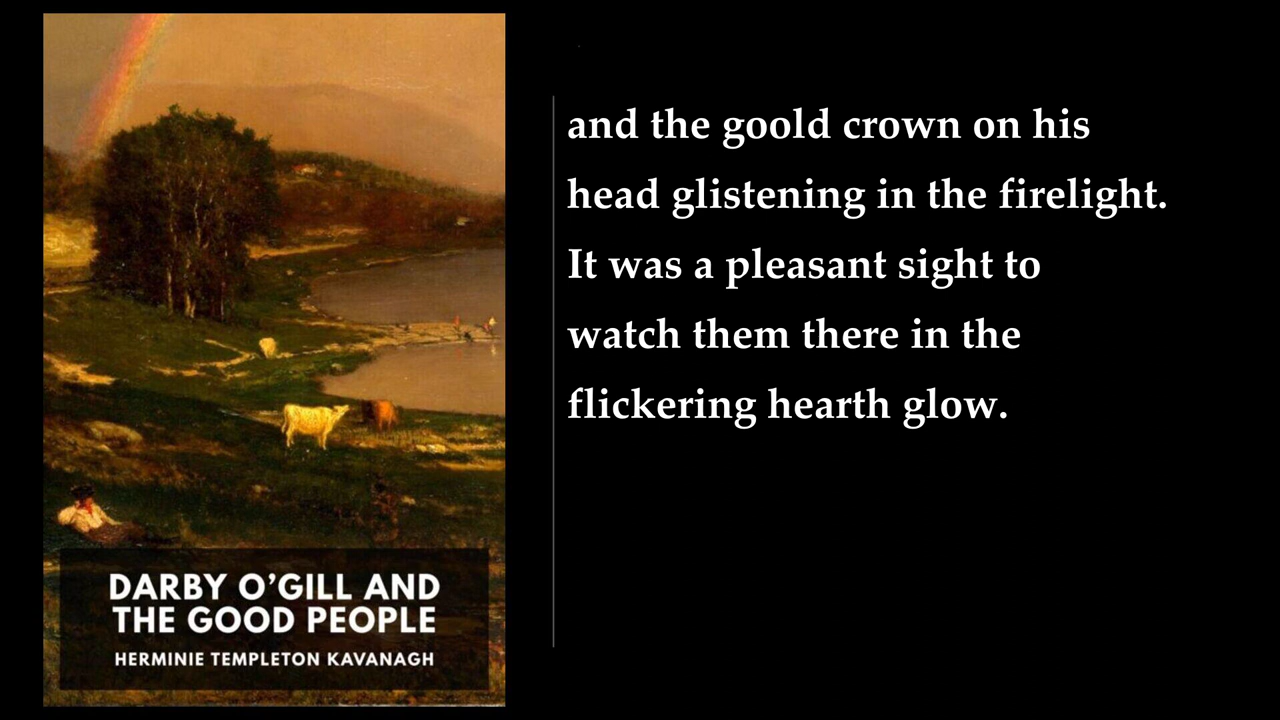 and the goold crown on his
head glistening in the firelight.
It was a pleasant sight to
watch them there in the
flickering hearth glow.
DARBY O’GILL AND
THE GOOD PEOPLE
HERMINIE TEMPLETON KAVANAGH